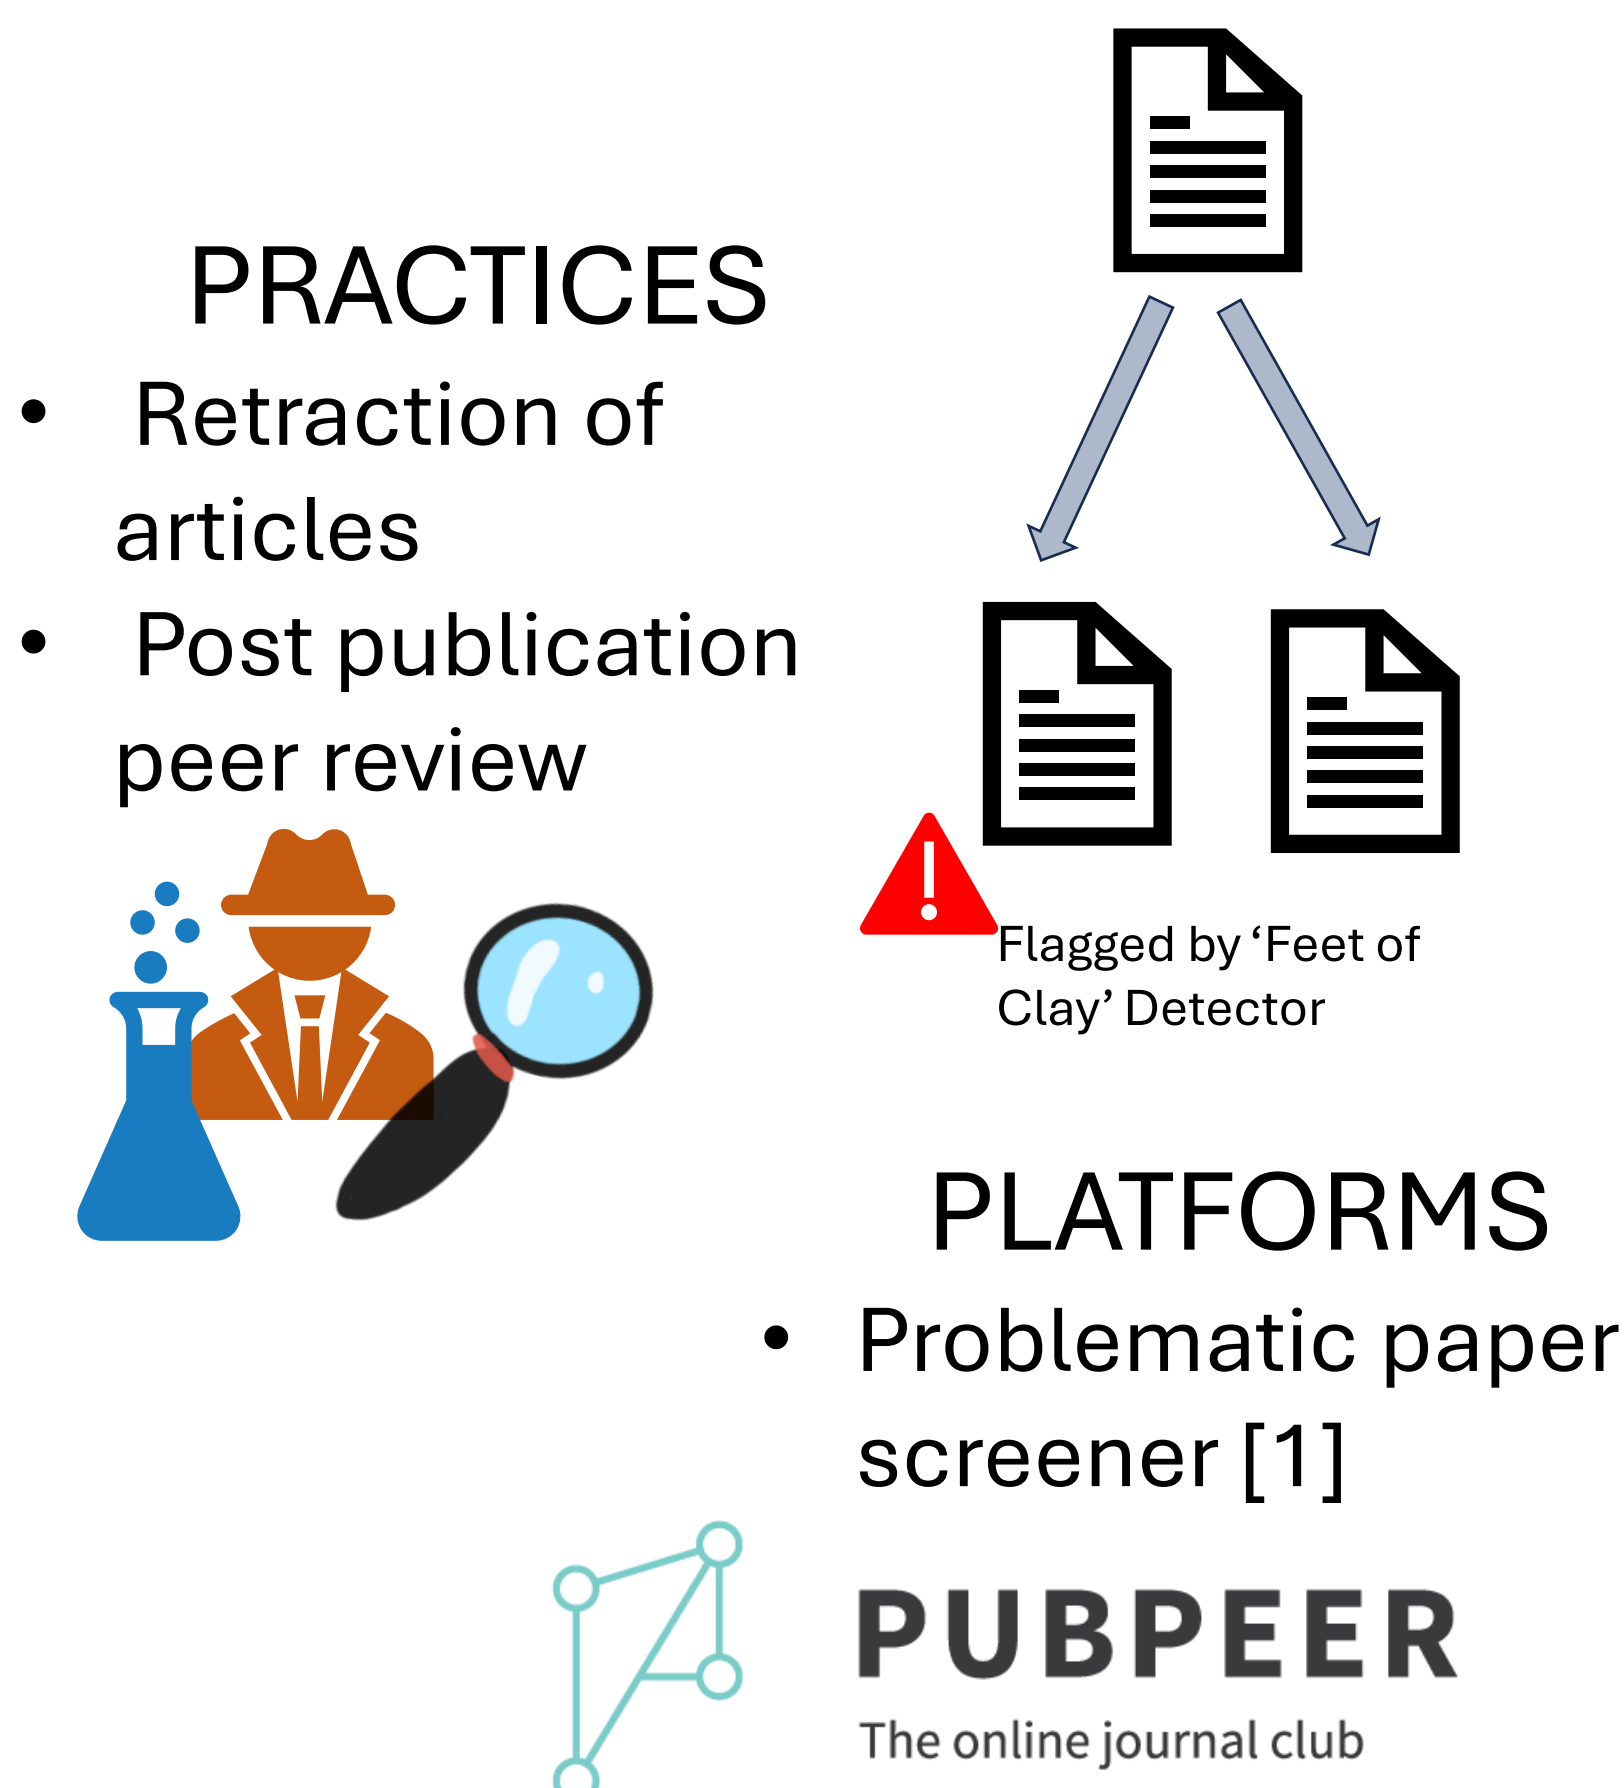 PRACTICES
• Retraction of
articles
• Post publication
peer review
Flagged by ‘Feet of
Clay’ Detector
PLATFORMS
• Problematic paper
screener [1]
PUBPEER
The online journal club